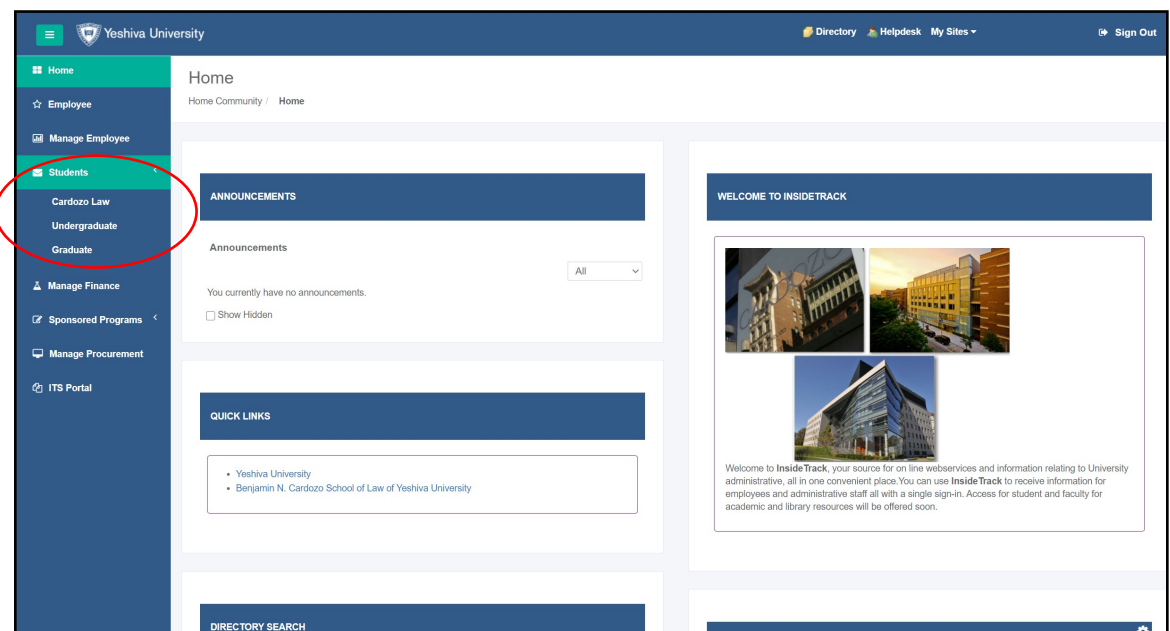 Yeshiva University
Directory Helpdesk My Sites Sign Out
Home
Employee
Manage Employee
Students
Cardozo Law
Undergraduate
Graduate
Manage Finance
Sponsored Programs
Manage Procurement
ITS Portal
Home
Home Community / Home
ANNOUNCEMENTS
Announcements
All
You currently have no announcements.
Show Hidden
QUICK LINKS
Yeshiva University
Benjamin N. Cardozo School of Law of Yeshiva University
DIRECTORY SEARCH
WELCOME TO INSIDETRACK
CARDOZO
Welcome to InsideTrack, your source for on line webservices and information relating to University
administrative, all in one convenient place.You can use InsideTrack to receive information for
employees and administrative staff all with a single sign-in. Access for student and faculty for
academic and library resources will be offered soon.